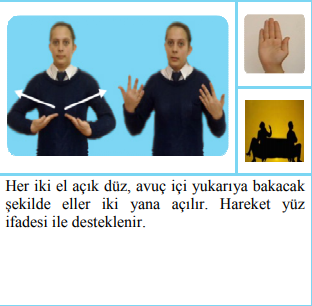 Her iki el açık düz, avuç içi yukarıya bakacak
şekilde eller iki yana açılır. Hareket yüz
ifadesi ile desteklenir.